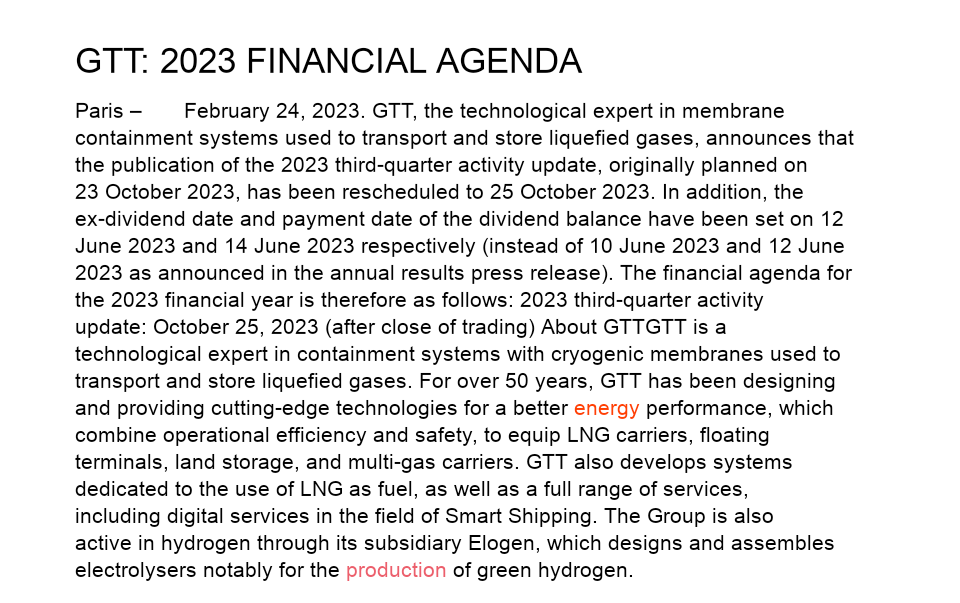 GTT: 2023 FINANCIAL AGENDA
Paris –      February 24, 2023. GTT, the technological expert in membrane
containment systems used to transport and store liquefied gases, announces that
the publication of the 2023 third-quarter activity update, originally planned on
23 October 2023, has been rescheduled to 25 October 2023. In addition, the
ex-dividend date and payment date of the dividend balance have been set on 12
June 2023 and 14 June 2023 respectively (instead of 10 June 2023 and 12 June
2023 as announced in the annual results press release). The financial agenda for
the 2023 financial year is therefore as follows: 2023 third-quarter activity
update: October 25, 2023 (after close of trading) About GTTGTT is a
technological expert in containment systems with cryogenic membranes used to
transport and store liquefied gases. For over 50 years, GTT has been designing
and providing cutting-edge technologies for a better energy performance, which
combine operational efficiency and safety, to equip LNG carriers, floating
terminals, land storage, and multi-gas carriers. GTT also develops systems
dedicated to the use of LNG as fuel, as well as a full range of services,
including digital services in the field of Smart Shipping. The Group is also
active in hydrogen through its subsidiary Elogen, which designs and assembles
electrolysers notably for the production of green hydrogen.